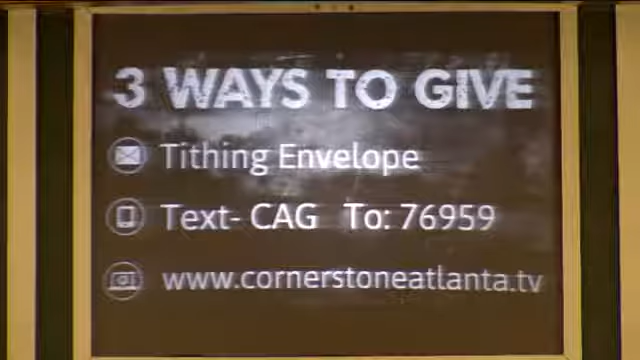 3 WAYS TO GIVE
Tithing Envelope
Text- CAG To: 76959
www.cornerstoneatlanta.tv